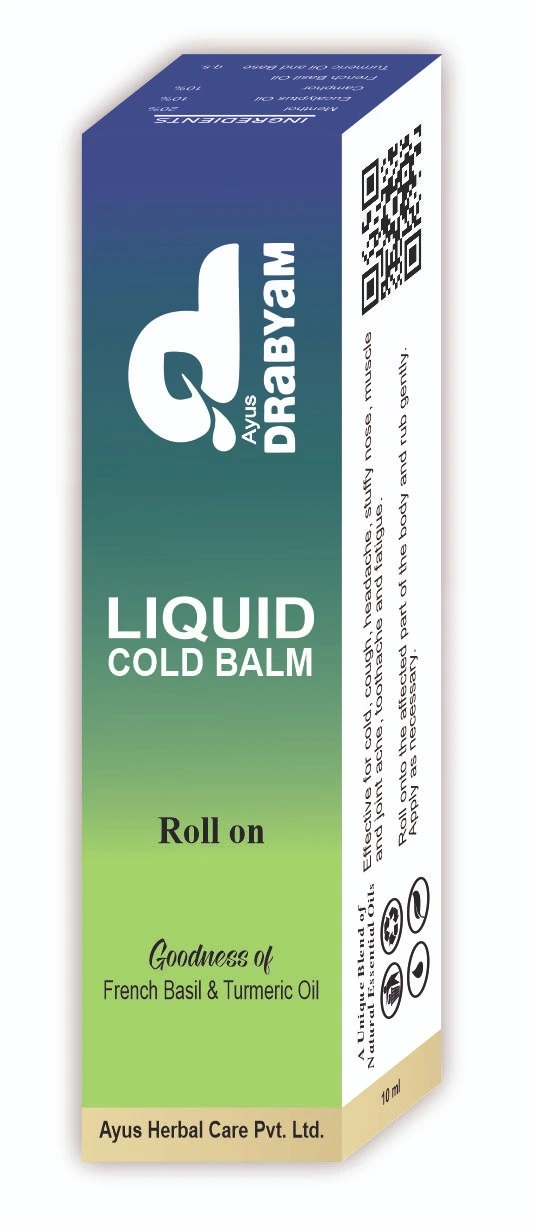 INGREDIENTS
Menthol 20%
Eucalyptus Oil 10%
Camphor 10%
French Basil Oil
Turmeric Oil and Base q.s.
Ayus
DRaBYaM
LIQUID
COLD BALM
Roll on
Goodness of
French Basil & Turmeric Oil
Ayus Herbal Care Pvt. Ltd.
Effective for cold, cough, headache, stuffy nose, muscle
and joint ache, toothache and fatigue.
Roll onto the affected part of the body and rub gently.
Apply as necessary.
A Unique Blend of
Natural Essential Oils
10 ml